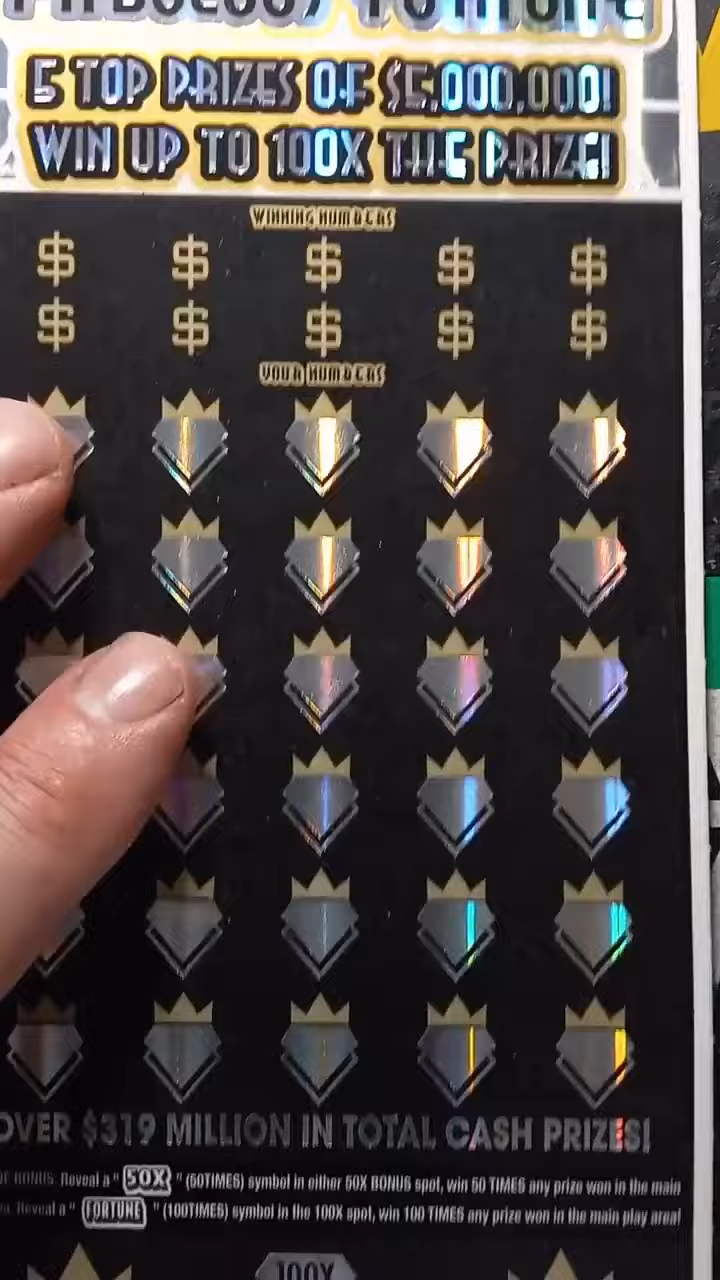 5 TOP PRIZES OF $5,000,000!
WIN UP TO 100X THE PRIZE!
WINNING NUMBERS
$ $ $ $ $
$ $ $ $ $
YOUR NUMBERS
OVER $319 MILLION IN TOTAL CASH PRIZES!
BONUS: Reveal a " 50X " (50TIMES) symbol in either 50X BONUS spot, win 50 TIMES any prize won in the main
Reveal a " FORTUNE " (100TIMES) symbol in the 100X spot, win 100 TIMES any prize won in the main play area!
100X